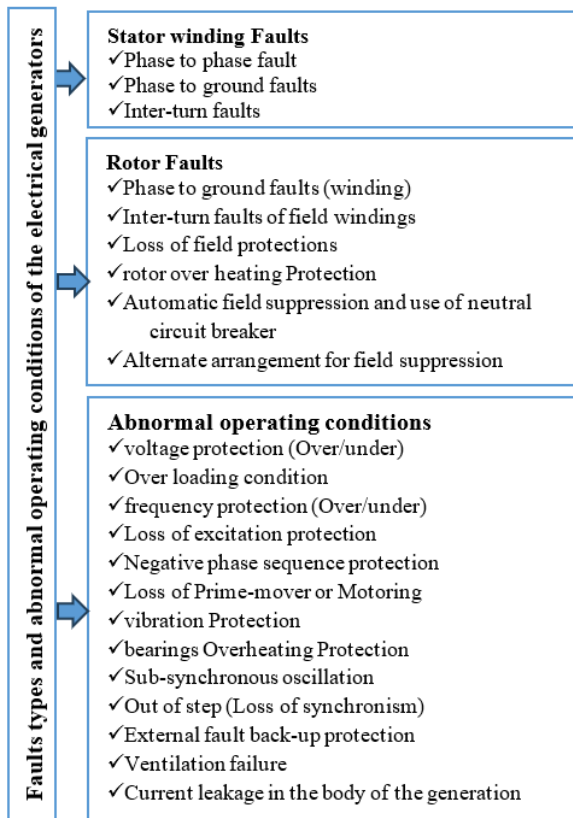 Faults types and abnormal operating conditions of the electrical generators
Stator winding Faults
✓Phase to phase fault
✓Phase to ground faults
✓Inter-turn faults
Rotor Faults
✓Phase to ground faults (winding)
✓Inter-turn faults of field windings
✓Loss of field protections
✓rotor over heating Protection
✓Automatic field suppression and use of neutral
circuit breaker
✓Alternate arrangement for field suppression
Abnormal operating conditions
✓voltage protection (Over/under)
✓Over loading condition
✓frequency protection (Over/under)
✓Loss of excitation protection
✓Negative phase sequence protection
✓Loss of Prime-mover or Motoring
✓vibration Protection
✓bearings Overheating Protection
✓Sub-synchronous oscillation
✓Out of step (Loss of synchronism)
✓External fault back-up protection
✓Ventilation failure
✓Current leakage in the body of the generation